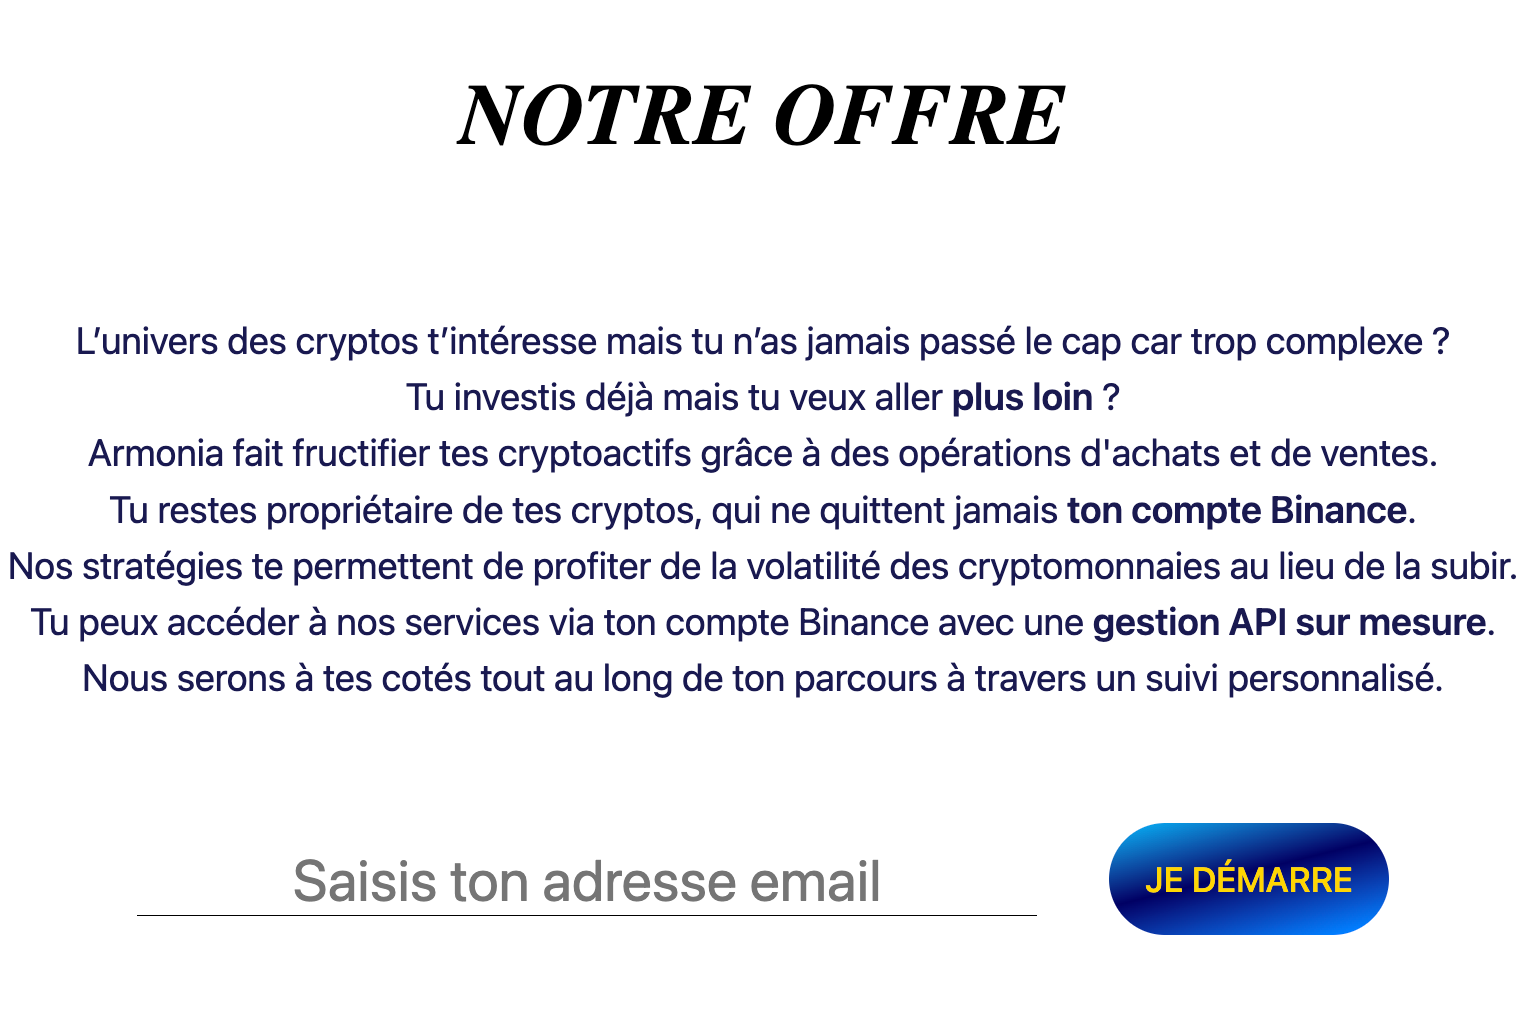 NOTRE OFFRE
L’univers des cryptos t’intéresse mais tu n’as jamais passé le cap car trop complexe ?
Tu investis déjà mais tu veux aller plus loin ?
Armonia fait fructifier tes cryptoactifs grâce à des opérations d'achats et de ventes.
Tu restes propriétaire de tes cryptos, qui ne quittent jamais ton compte Binance.
Nos stratégies te permettent de profiter de la volatilité des cryptomonnaies au lieu de la subir.
Tu peux accéder à nos services via ton compte Binance avec une gestion API sur mesure.
Nous serons à tes cotés tout au long de ton parcours à travers un suivi personnalisé.
Saisis ton adresse email
JE DÉMARRE